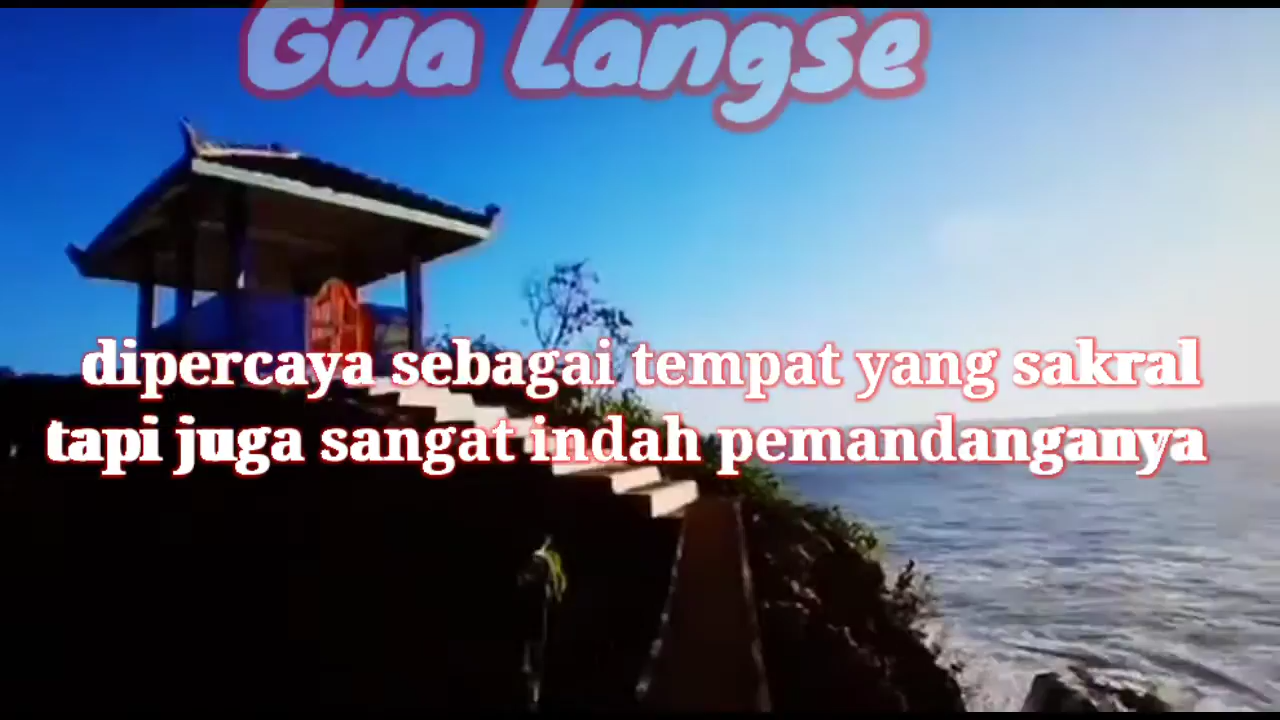 Gua Langse
dipercaya sebagai tempat yang sakral
tapi juga sangat indah pemandanganya